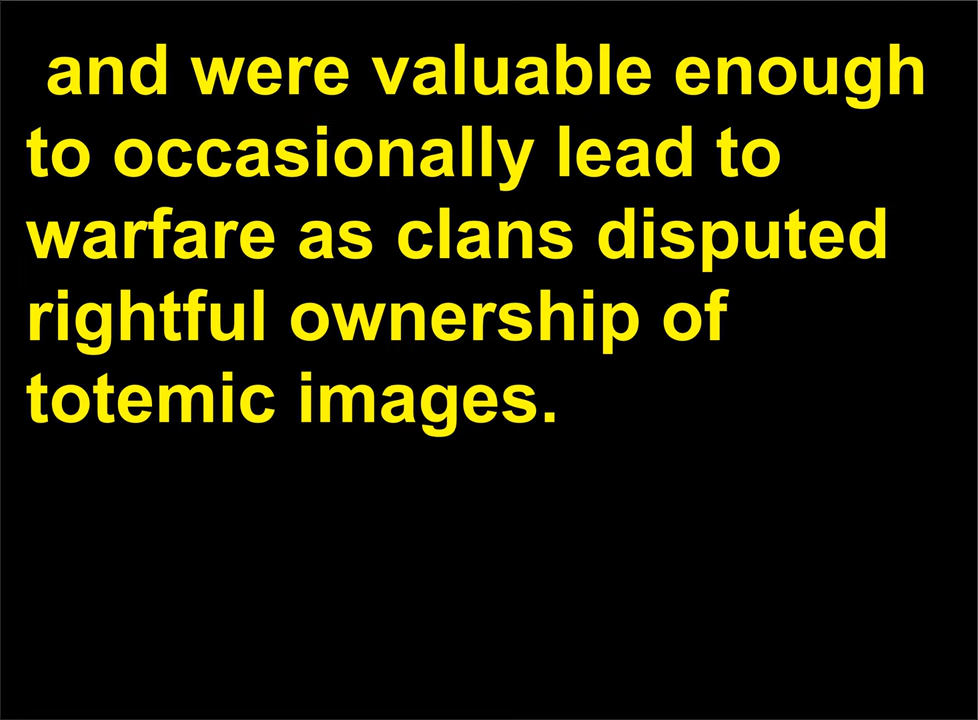 and were valuable enough
to occasionally lead to
warfare as clans disputed
rightful ownership of
totemic images.